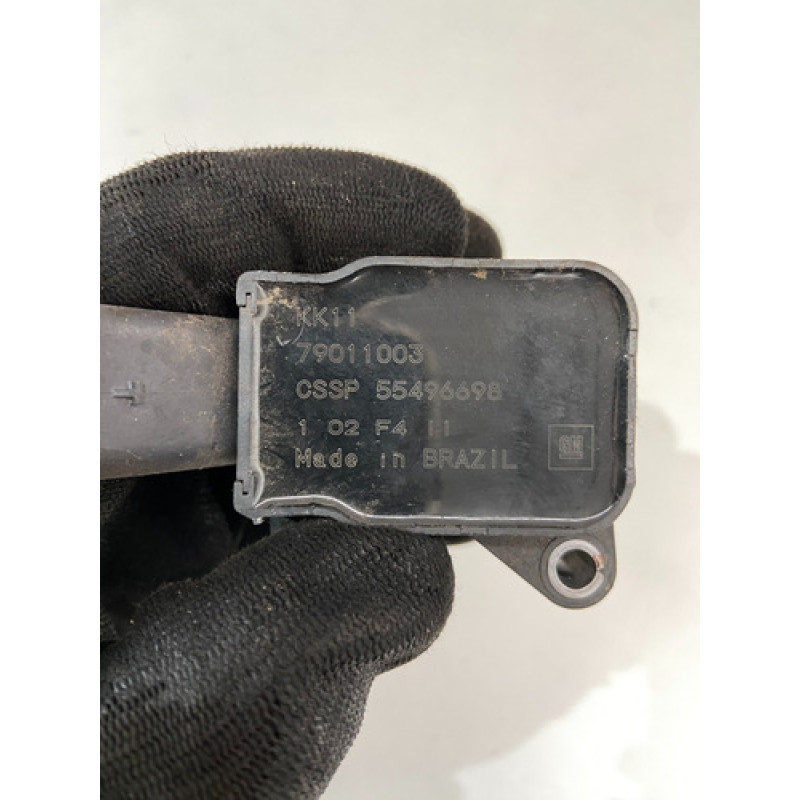 KK11
79011003
CSSP 55496698
1 02 F4 11
Made in BRAZIL
GM